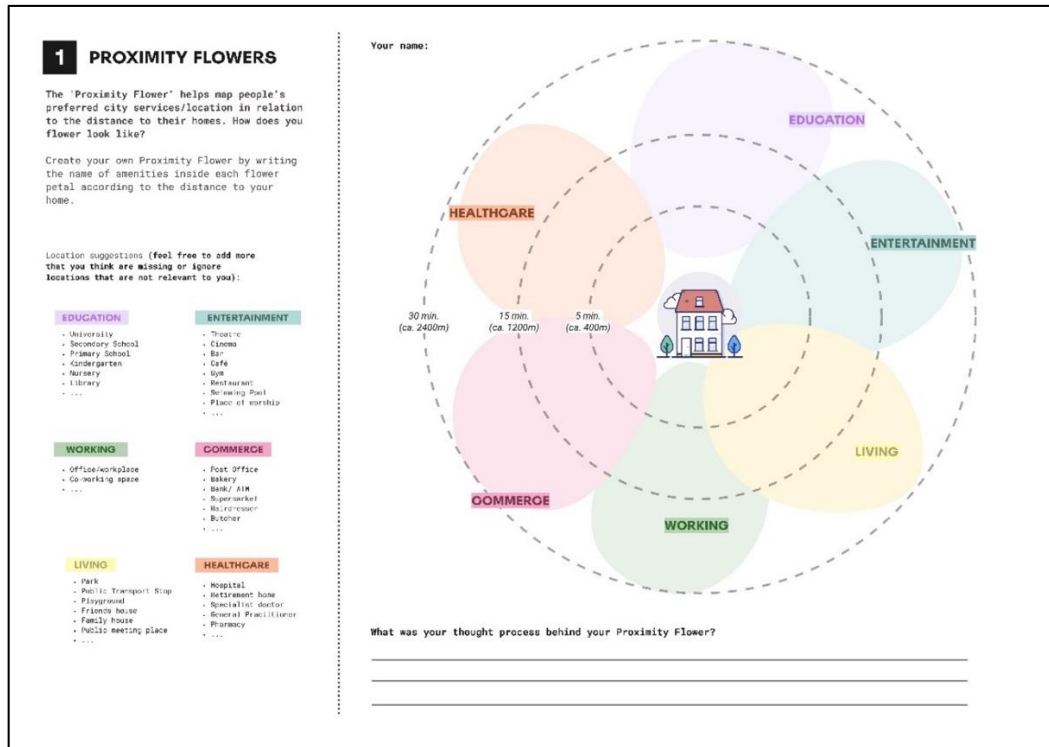 1 PROXIMITY FLOWERS
The 'Proximity Flower' helps map people's
preferred city services/location in relation
to the distance to their homes. How does you
flower look like?
Create your own Proximity Flower by writing
the name of amenities inside each flower
petal according to the distance to your
home.
Location suggestions (feel free to add more
that you think are missing or ignore
locations that are not relevant to you):
EDUCATION
• University
• Secondary School
• Primary School
• Kindergarten
• Nursery
• Library
• ...
ENTERTAINMENT
• Theatre
• Cinema
• Bar
• Café
• Gym
• Restaurant
• Swimming Pool
• Place of worship
• ...
WORKING
• Office/workplace
• Co-working space
• ...
COMMERCE
• Post Office
• Bakery
• Bank/ ATM
• Supermarket
• Hairdresser
• Butcher
• ...
LIVING
• Park
• Public Transport Stop
• Playground
• Friends house
• Family house
• Public meeting place
• ...
HEALTHCARE
• Hospital
• Retirement home
• Specialist doctor
• General Practitioner
• Pharmacy
• ...
Your name:
EDUCATION
HEALTHCARE
ENTERTAINMENT
30 min.
(ca. 2400m)
15 min.
(ca. 1200m)
5 min.
(ca. 400m)
LIVING
COMMERCE
WORKING
What was your thought process behind your Proximity Flower?